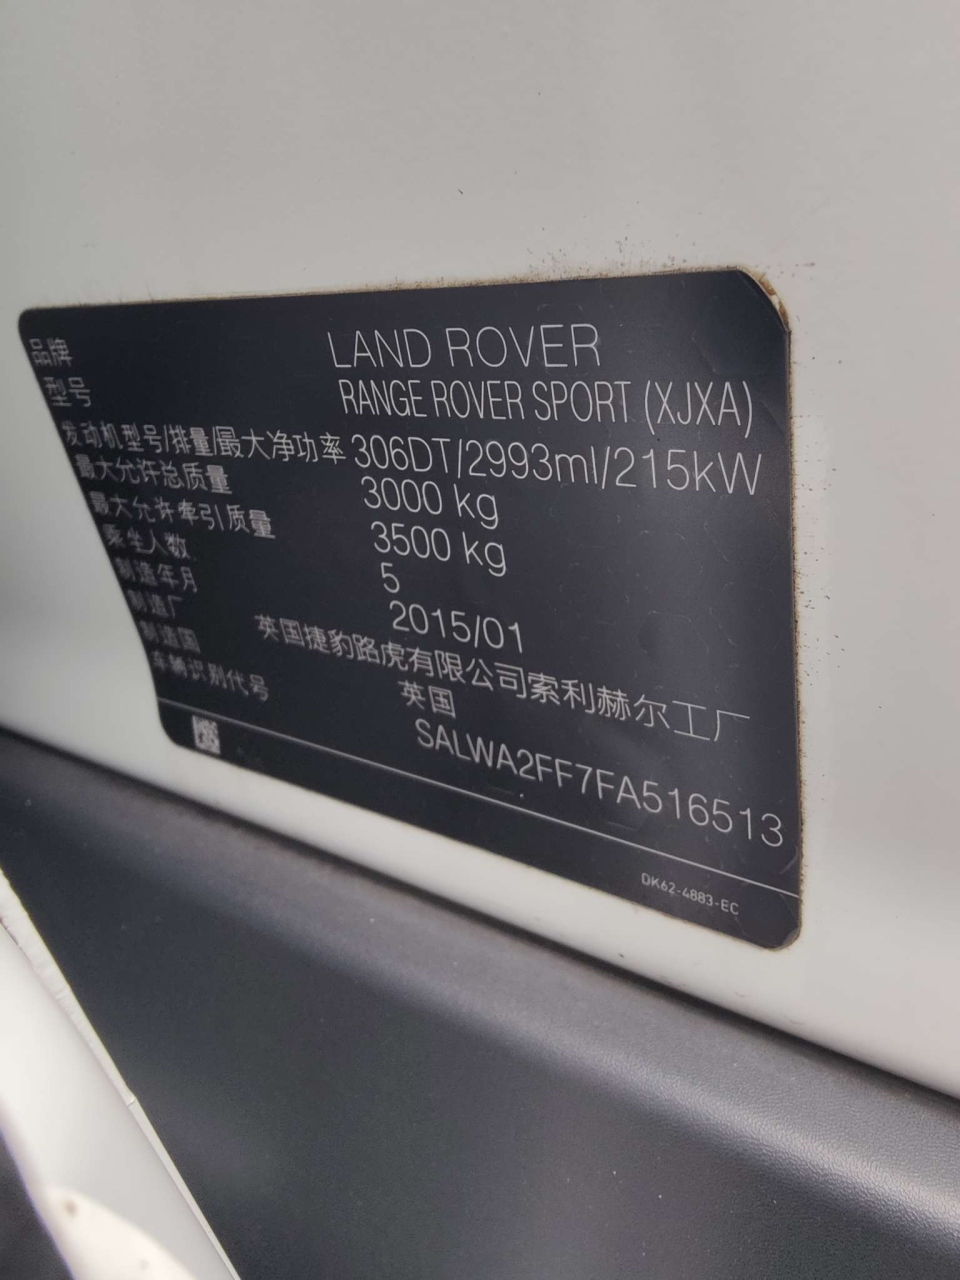 品牌 LAND ROVER
型号 RANGE ROVER SPORT (XJXA)
发动机型号/排量/最大净功率 306DT/2993ml/215kW
最大允许总质量 3000 kg
最大允许牵引质量 3500 kg
乘坐人数 5
制造年月 2015/01
制造厂 英国捷豹路虎有限公司索利赫尔工厂
制造国 英国
车辆识别代号 SALWA2FF7FA516513
DK62-4883-EC